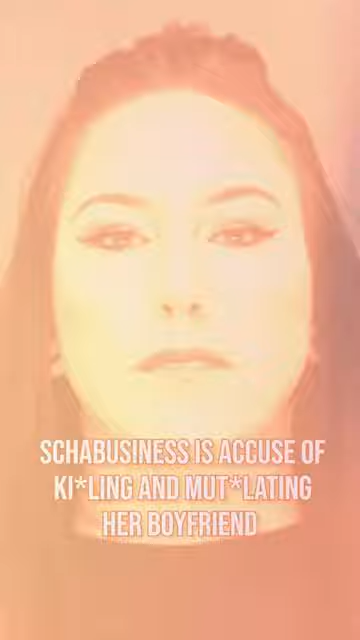 SCHABUSINESS IS ACCUSE OF
KI*LING AND MUT*LATING
HER BOYFRIEND